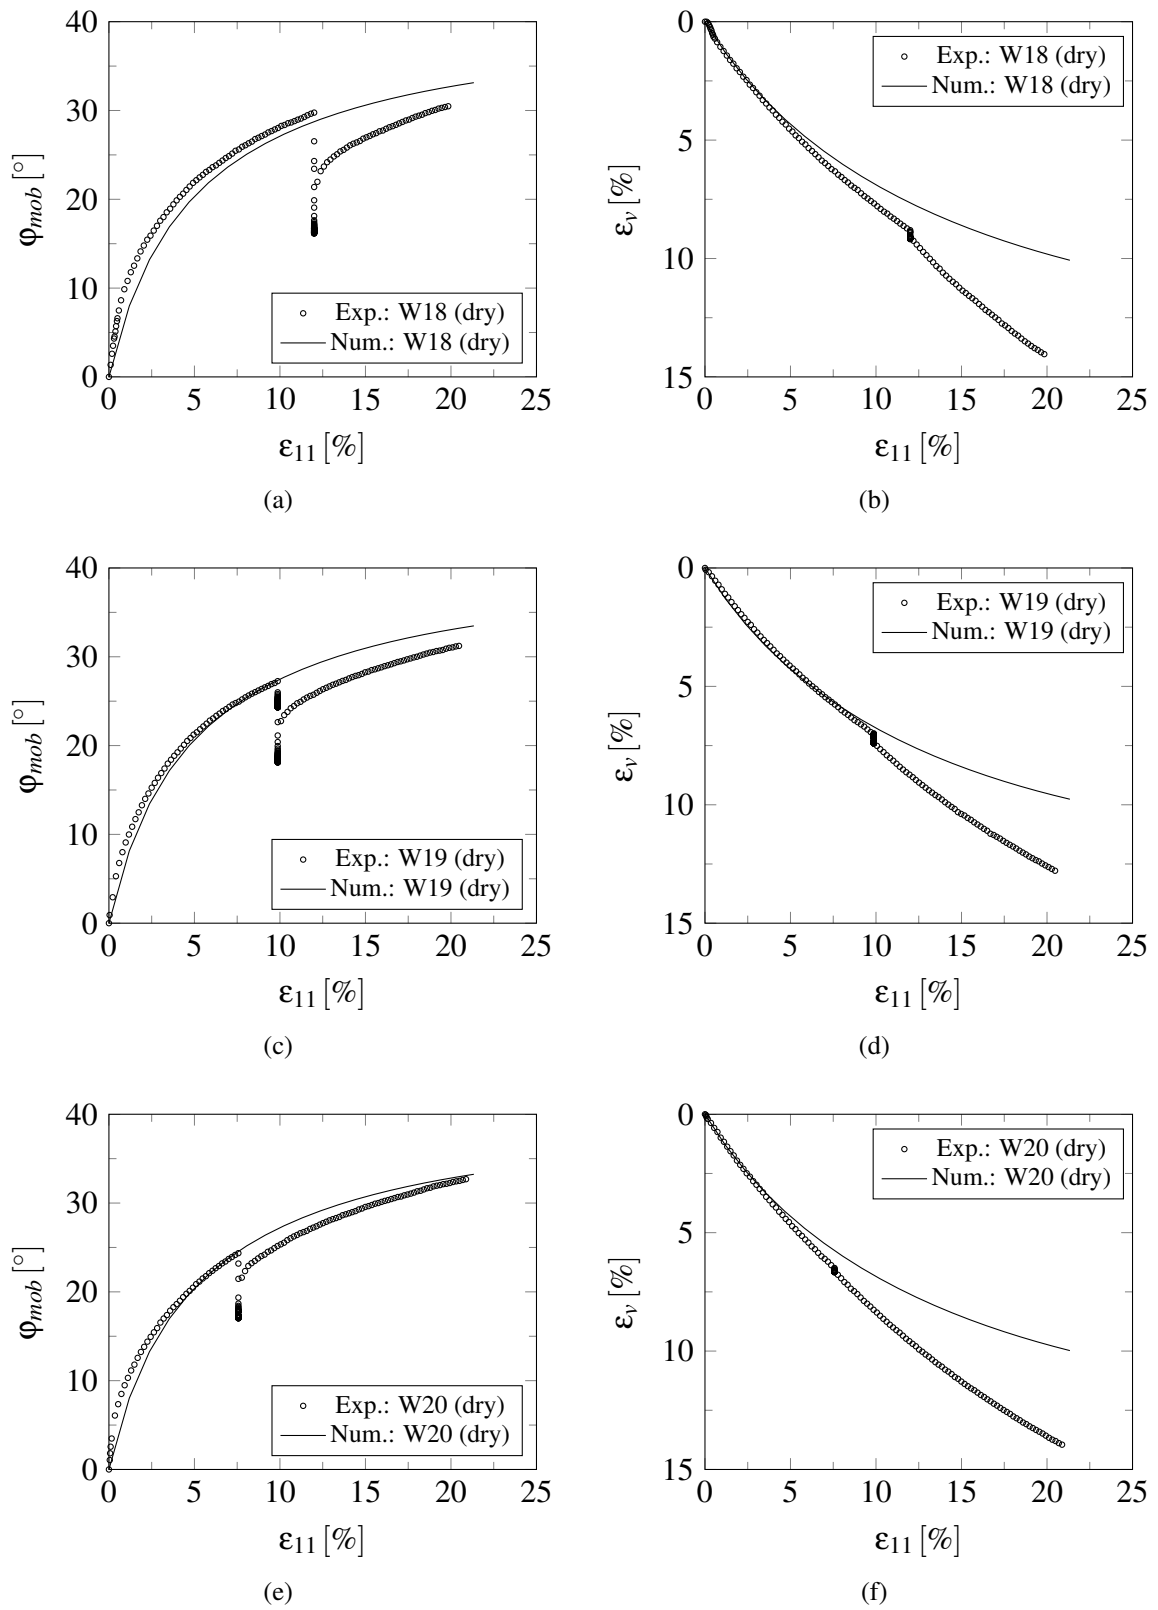 40
30
20
10
0
0 5 10 15 20 25
φmob [°]
ε11 [%]
Exp.: W18 (dry)
Num.: W18 (dry)
(a)
0
5
10
15
0 5 10 15 20 25
εv [%]
ε11 [%]
Exp.: W18 (dry)
Num.: W18 (dry)
(b)
40
30
20
10
0
0 5 10 15 20 25
φmob [°]
ε11 [%]
Exp.: W19 (dry)
Num.: W19 (dry)
(c)
0
5
10
15
0 5 10 15 20 25
εv [%]
ε11 [%]
Exp.: W19 (dry)
Num.: W19 (dry)
(d)
40
30
20
10
0
0 5 10 15 20 25
φmob [°]
ε11 [%]
Exp.: W20 (dry)
Num.: W20 (dry)
(e)
0
5
10
15
0 5 10 15 20 25
εv [%]
ε11 [%]
Exp.: W20 (dry)
Num.: W20 (dry)
(f)